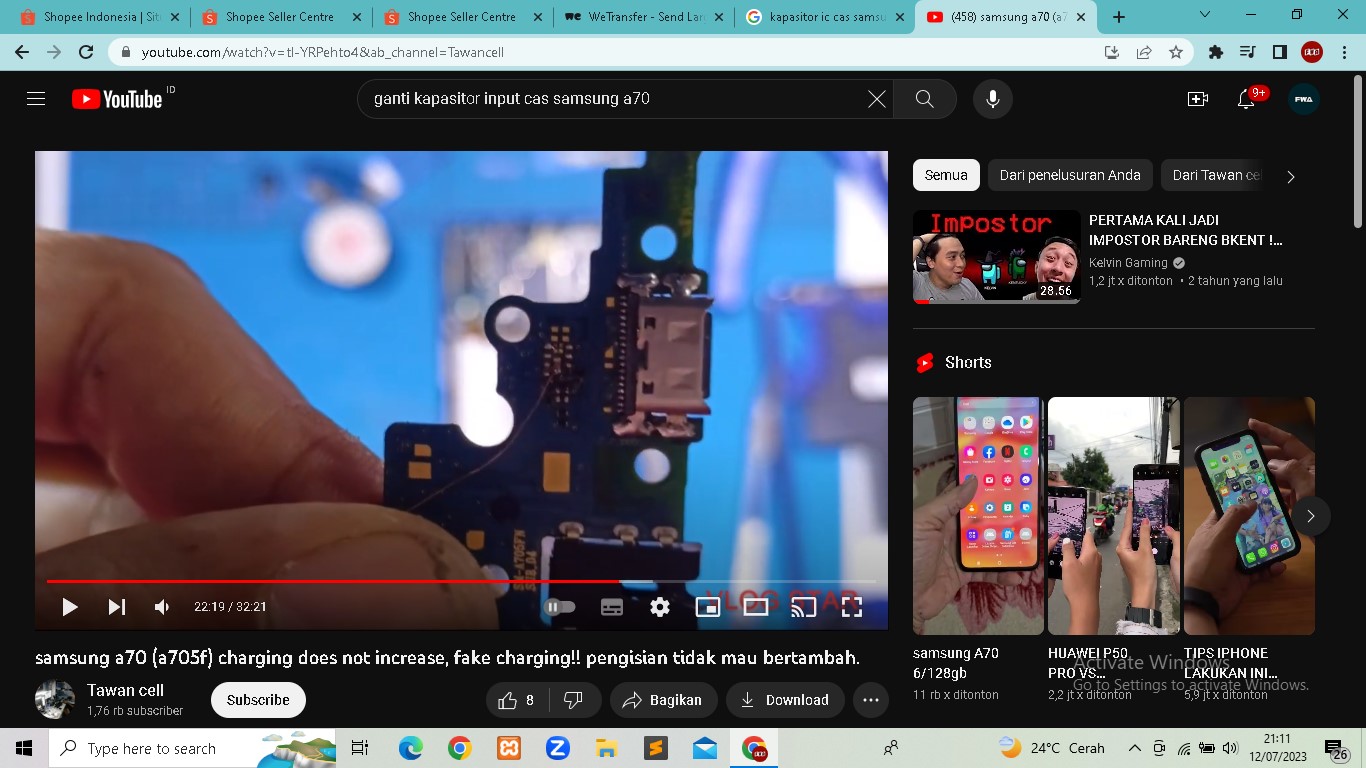 Shopee Indonesia | Sit
Shopee Seller Centre
Shopee Seller Centre
WeTransfer - Send Lar
kapasitor ic cas samsu
(458) samsung a70 (a7
youtube.com/watch?v=tl-YRPehto4&ab_channel=Tawancell
YouTube ID
ganti kapasitor input cas samsung a70
9+
FWA
Semua
Dari penelusuran Anda
Dari Tawan cel
Impostor
28.56
PERTAMA KALI JADI
IMPOSTOR BARENG BKENT !...
Kelvin Gaming
1,2 jt x ditonton • 2 tahun yang lalu
Shorts
VLOG STAR
22:19 / 32:21
samsung a70 (a705f) charging does not increase, fake charging!! pengisian tidak mau bertambah.
Tawan cell
1,76 rb subscriber
Subscribe
8
Bagikan
Download
samsung A70
6/128gb
11 rb x ditonton
HUAWEI P50
PRO VS...
2,2 jt x ditonton
TIPS IPHONE
LAKUKAN INI...
5,9 jt x ditonton
Activate Windows
Go to Settings to activate Windows.
Type here to search
24°C Cerah
21:11
12/07/2023
26